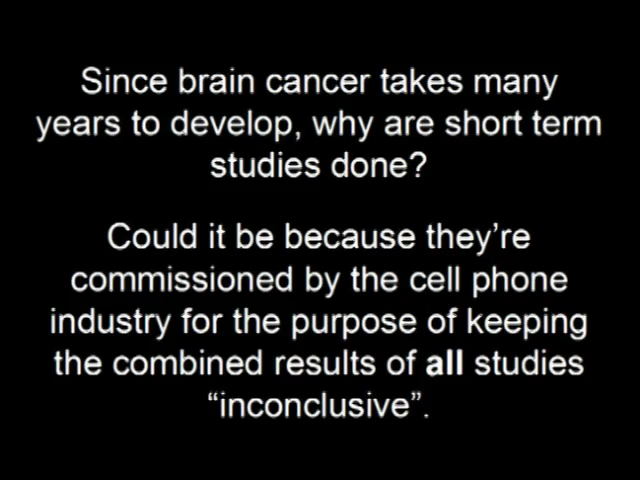 Since brain cancer takes many
years to develop, why are short term
studies done?
Could it be because they’re
commissioned by the cell phone
industry for the purpose of keeping
the combined results of all studies
“inconclusive”.